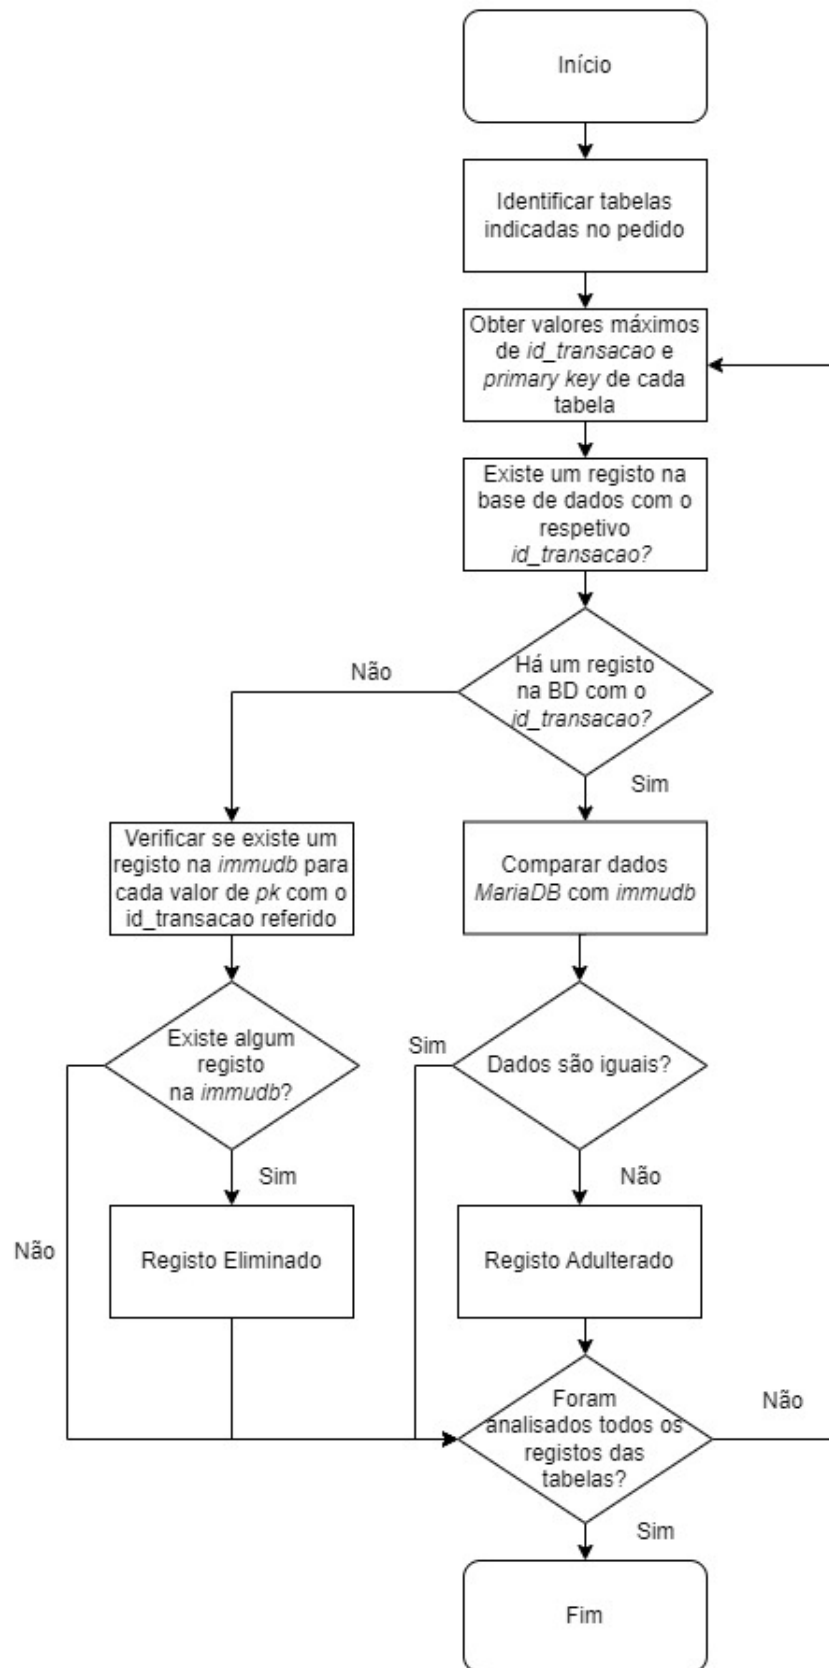 Início
Identificar tabelas
indicadas no pedido
Obter valores máximos
de id_transacao e
primary key de cada
tabela
Existe um registo na
base de dados com o
respetivo
id_transacao?
Não
Há um registo
na BD com o
id_transacao?
Sim
Verificar se existe um
registo na immudb para
cada valor de pk com o
id_transacao referido
Comparar dados
MariaDB com immudb
Existe algum
registo
na immudb?
Sim
Dados são iguais?
Sim
Não
Não
Registo Eliminado
Registo Adulterado
Foram
analisados todos os
registos das
tabelas?
Não
Sim
Fim